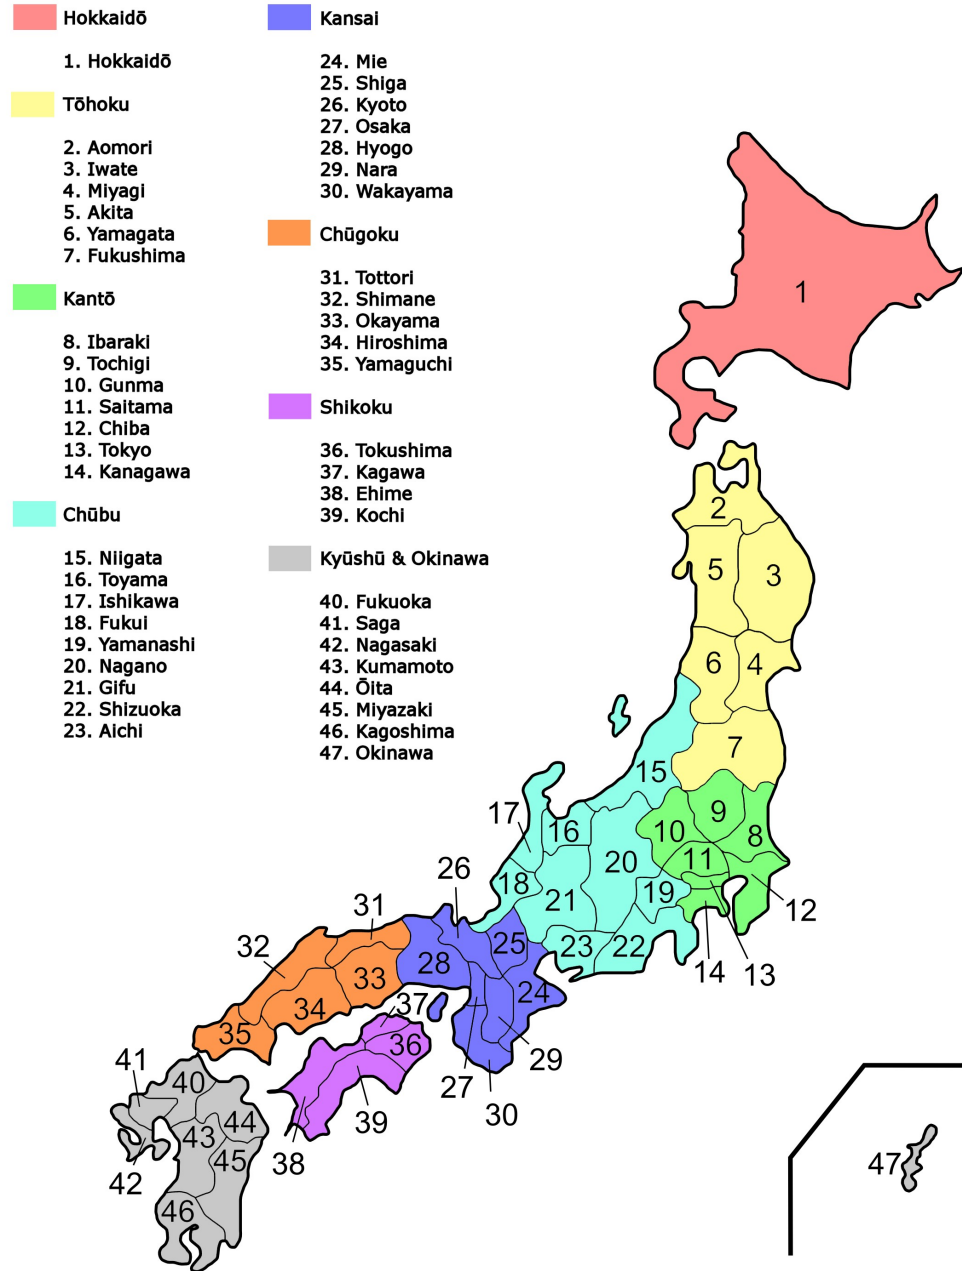 Hokkaidō
1. Hokkaidō
Tōhoku
2. Aomori
3. Iwate
4. Miyagi
5. Akita
6. Yamagata
7. Fukushima
Kantō
8. Ibaraki
9. Tochigi
10. Gunma
11. Saitama
12. Chiba
13. Tokyo
14. Kanagawa
Chūbu
15. Niigata
16. Toyama
17. Ishikawa
18. Fukui
19. Yamanashi
20. Nagano
21. Gifu
22. Shizuoka
23. Aichi
Kansai
24. Mie
25. Shiga
26. Kyoto
27. Osaka
28. Hyogo
29. Nara
30. Wakayama
Chūgoku
31. Tottori
32. Shimane
33. Okayama
34. Hiroshima
35. Yamaguchi
Shikoku
36. Tokushima
37. Kagawa
38. Ehime
39. Kochi
Kyūshū & Okinawa
40. Fukuoka
41. Saga
42. Nagasaki
43. Kumamoto
44. Ōita
45. Miyazaki
46. Kagoshima
47. Okinawa
1
2
5
3
6
4
7
15
17
16
10
9
8
11
20
18
26
19
21
12
31
32
25
23
22
14
13
28
33
24
37
34
35
36
29
41
40
27
30
39
44
43
45
42
38
47
46